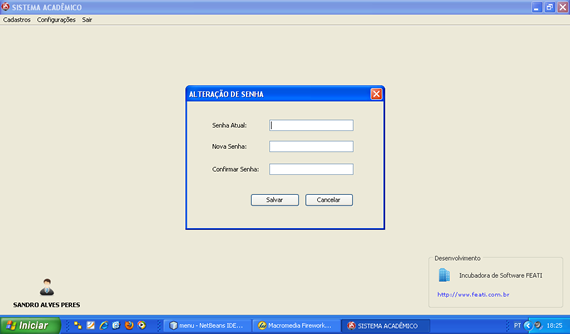 SISTEMA ACADÊMICO
Cadastros Configurações Sair
ALTERAÇÃO DE SENHA
Senha Atual:
Nova Senha:
Confirmar Senha:
Salvar Cancelar
Desenvolvimento
Incubadora de Software FEATI
http://www.feati.com.br
SANDRO ALVES PERES
Iniciar menu - NetBeans IDE... Macromedia Firework... SISTEMA ACADÊMICO PT 18:25